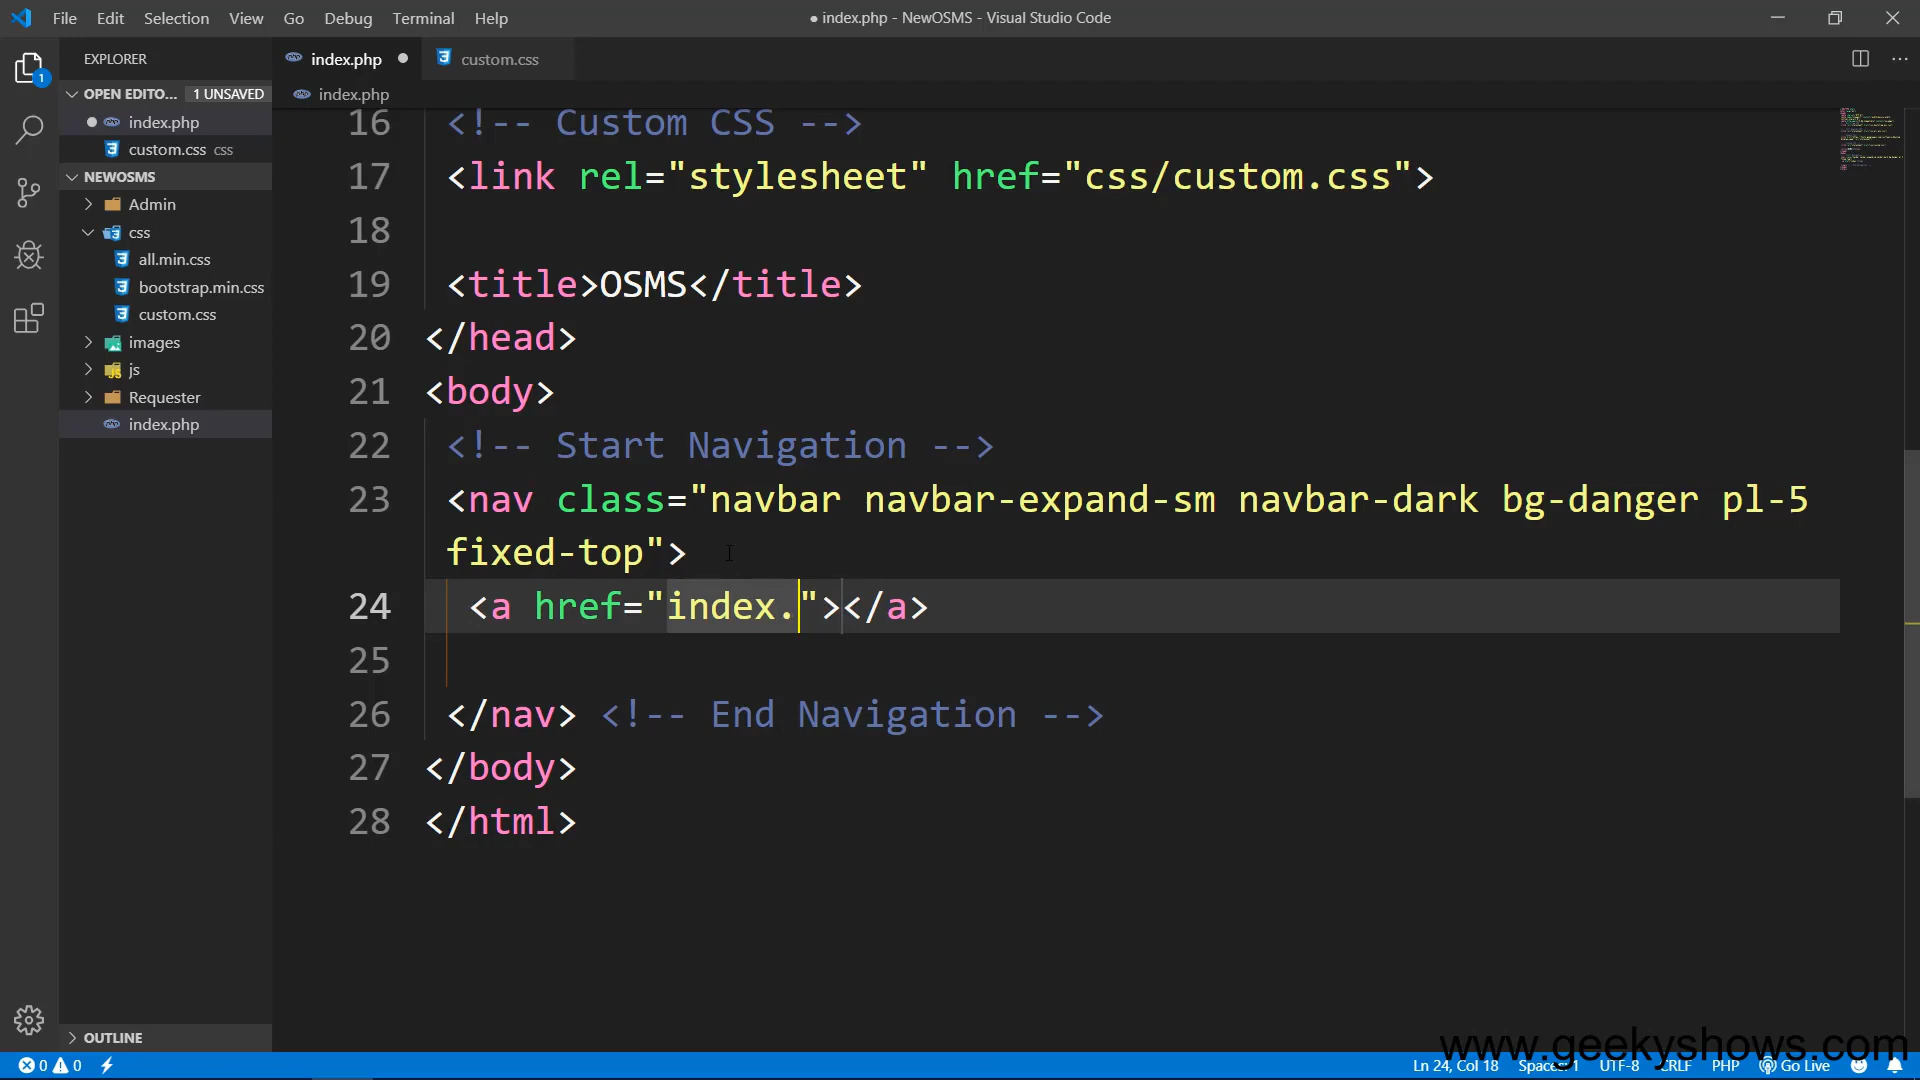 File Edit Selection View Go Debug Terminal Help
● index.php - NewOSMS - Visual Studio Code
EXPLORER
OPEN EDITO... 1 UNSAVED
index.php
custom.css css
NEWOSMS
Admin
css
all.min.css
bootstrap.min.css
custom.css
images
js
Requester
index.php
OUTLINE
1
index.php
custom.css
index.php
16 <!-- Custom CSS -->
17 <link rel="stylesheet" href="css/custom.css">
18
19 <title>OSMS</title>
20 </head>
21 <body>
22 <!-- Start Navigation -->
23 <nav class="navbar navbar-expand-sm navbar-dark bg-danger pl-5
fixed-top">
24 <a href="index."></a>
25
26 </nav> <!-- End Navigation -->
27 </body>
28 </html>
www.geekyshows.com
0 0
Ln 24, Col 18 Spaces: 1 UTF-8 CRLF PHP Go Live